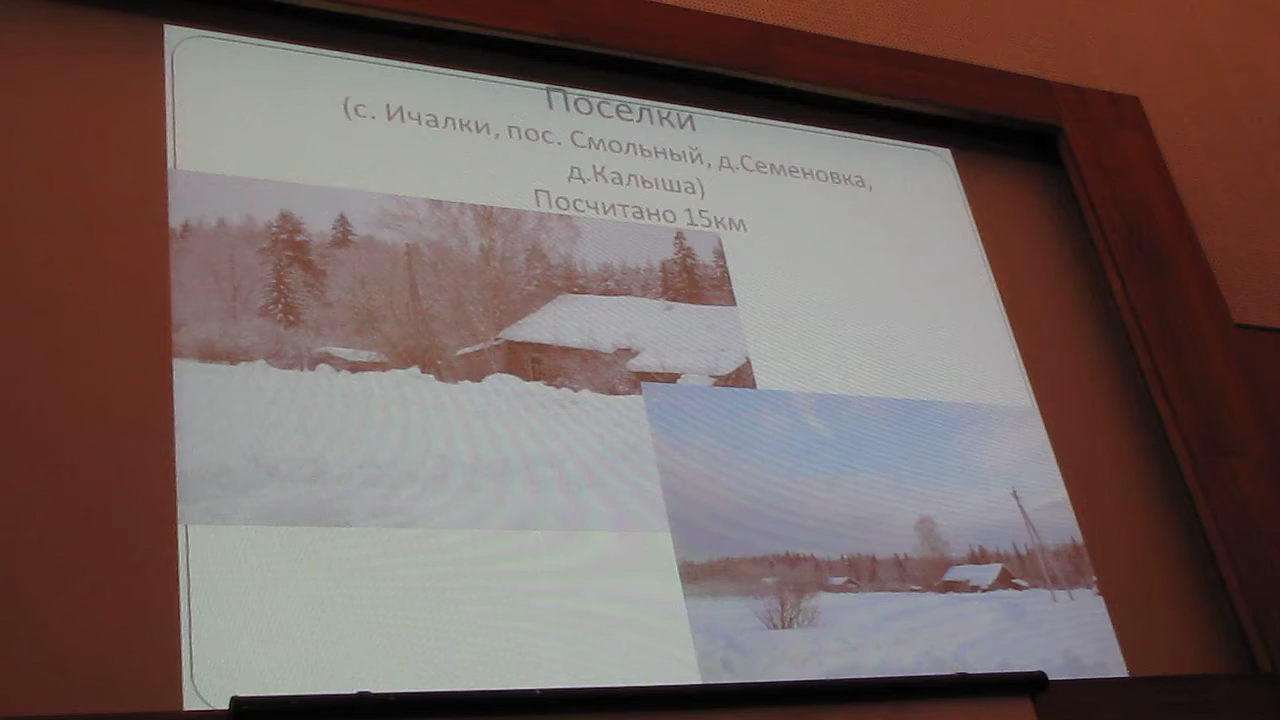 Поселки
(с. Ичалки, пос. Смольный, д.Семеновка,
д.Калыша)
Посчитано 15км